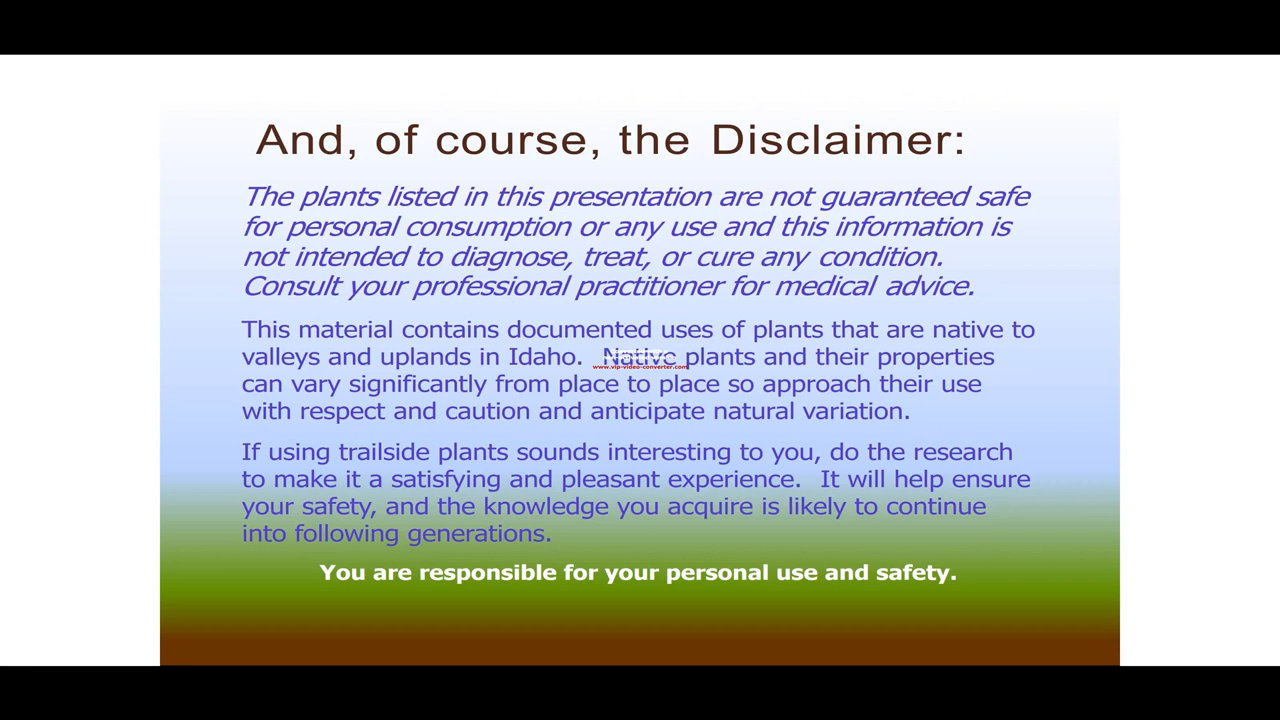 And, of course, the Disclaimer:
The plants listed in this presentation are not guaranteed safe
for personal consumption or any use and this information is
not intended to diagnose, treat, or cure any condition.
Consult your professional practitioner for medical advice.
This material contains documented uses of plants that are native to
valleys and uplands in Idaho. Native plants and their properties
www.vip-video-converter.com
can vary significantly from place to place so approach their use
with respect and caution and anticipate natural variation.
If using trailside plants sounds interesting to you, do the research
to make it a satisfying and pleasant experience. It will help ensure
your safety, and the knowledge you acquire is likely to continue
into following generations.
You are responsible for your personal use and safety.